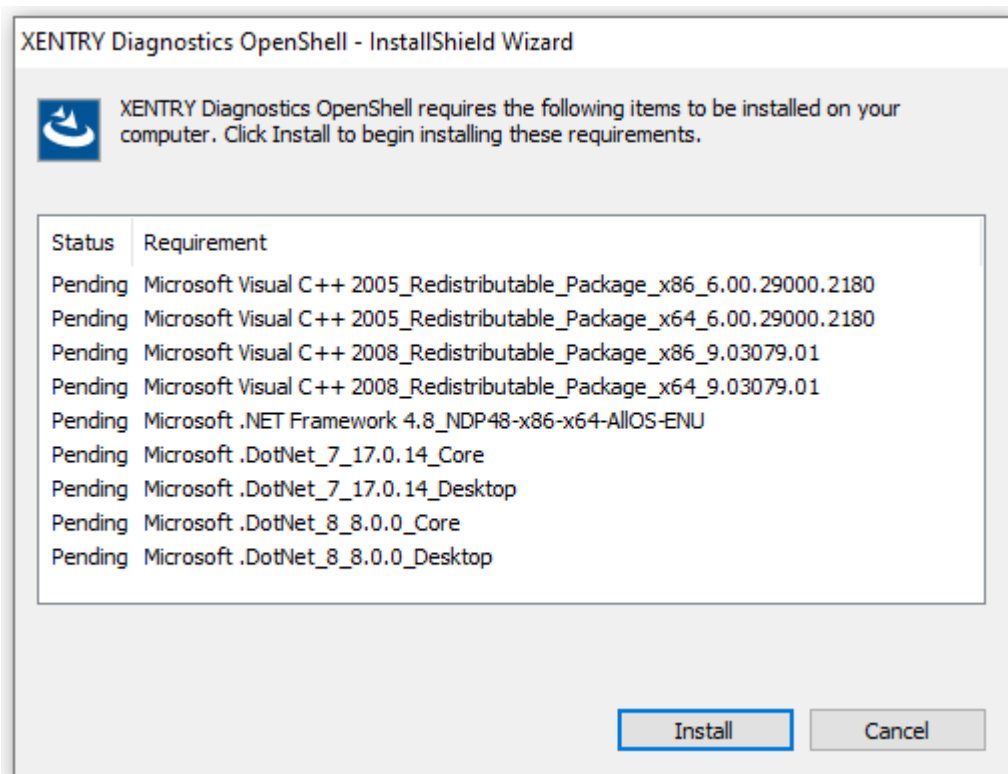 XENTRY Diagnostics OpenShell - InstallShield Wizard
XENTRY Diagnostics OpenShell requires the following items to be installed on your
computer. Click Install to begin installing these requirements.
Status Requirement
Pending Microsoft Visual C++ 2005_Redistributable_Package_x86_6.00.29000.2180
Pending Microsoft Visual C++ 2005_Redistributable_Package_x64_6.00.29000.2180
Pending Microsoft Visual C++ 2008_Redistributable_Package_x86_9.03079.01
Pending Microsoft Visual C++ 2008_Redistributable_Package_x64_9.03079.01
Pending Microsoft .NET Framework 4.8_NDP48-x86-x64-AllOS-ENU
Pending Microsoft .DotNet_7_17.0.14_Core
Pending Microsoft .DotNet_7_17.0.14_Desktop
Pending Microsoft .DotNet_8_8.0.0_Core
Pending Microsoft .DotNet_8_8.0.0_Desktop
Install Cancel